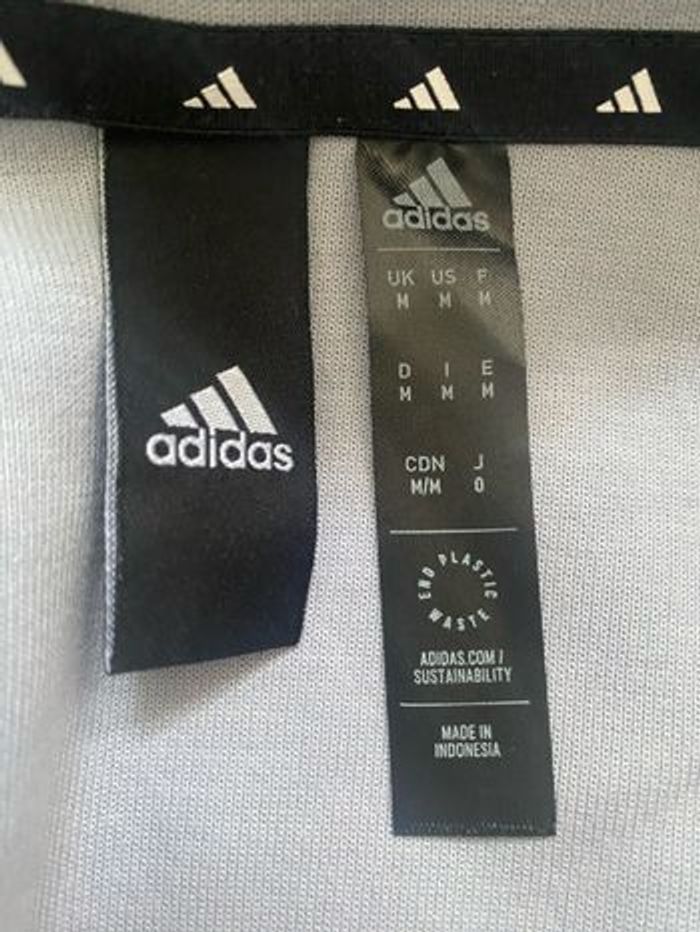 adidas
adidas
UK US F
M M M
D I E
M M M
CDN J
M/M O
END PLASTIC WASTE
ADIDAS.COM /
SUSTAINABILITY
MADE IN
INDONESIA